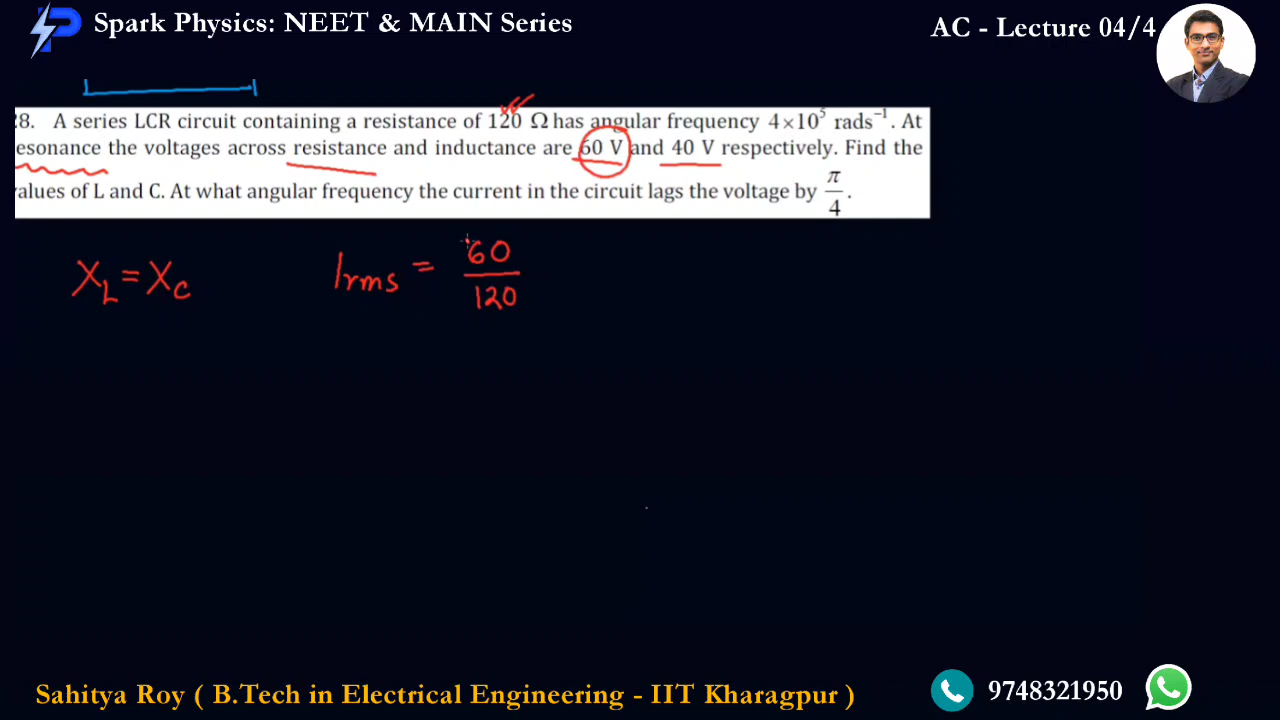 Spark Physics: NEET & MAIN Series
AC - Lecture 04/4
28. A series LCR circuit containing a resistance of 120 Ω has angular frequency 4×10⁵ rads⁻¹. At
esonance the voltages across resistance and inductance are 60 V and 40 V respectively. Find the
alues of L and C. At what angular frequency the current in the circuit lags the voltage by π/4.
X_L = X_C
I_rms = 60/120
Sahitya Roy ( B.Tech in Electrical Engineering - IIT Kharagpur )
9748321950